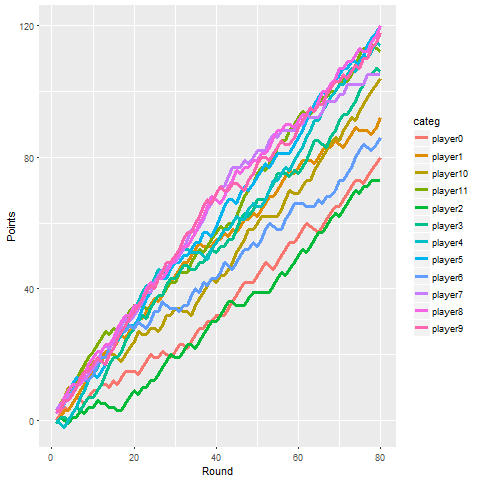 120
80
40
0
Points
0
20
40
60
80
Round
categ
player0
player1
player10
player11
player2
player3
player4
player5
player6
player7
player8
player9